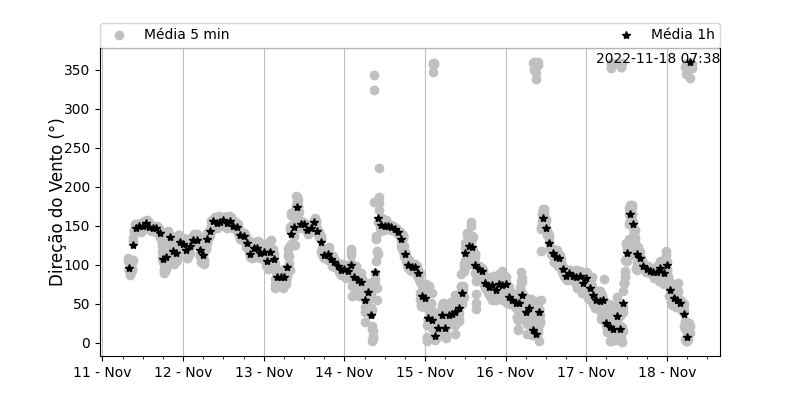 Média 5 min
Média 1h
2022-11-18 07:38
Direção do Vento (°)
350
300
250
200
150
100
50
0
11 - Nov
12 - Nov
13 - Nov
14 - Nov
15 - Nov
16 - Nov
17 - Nov
18 - Nov